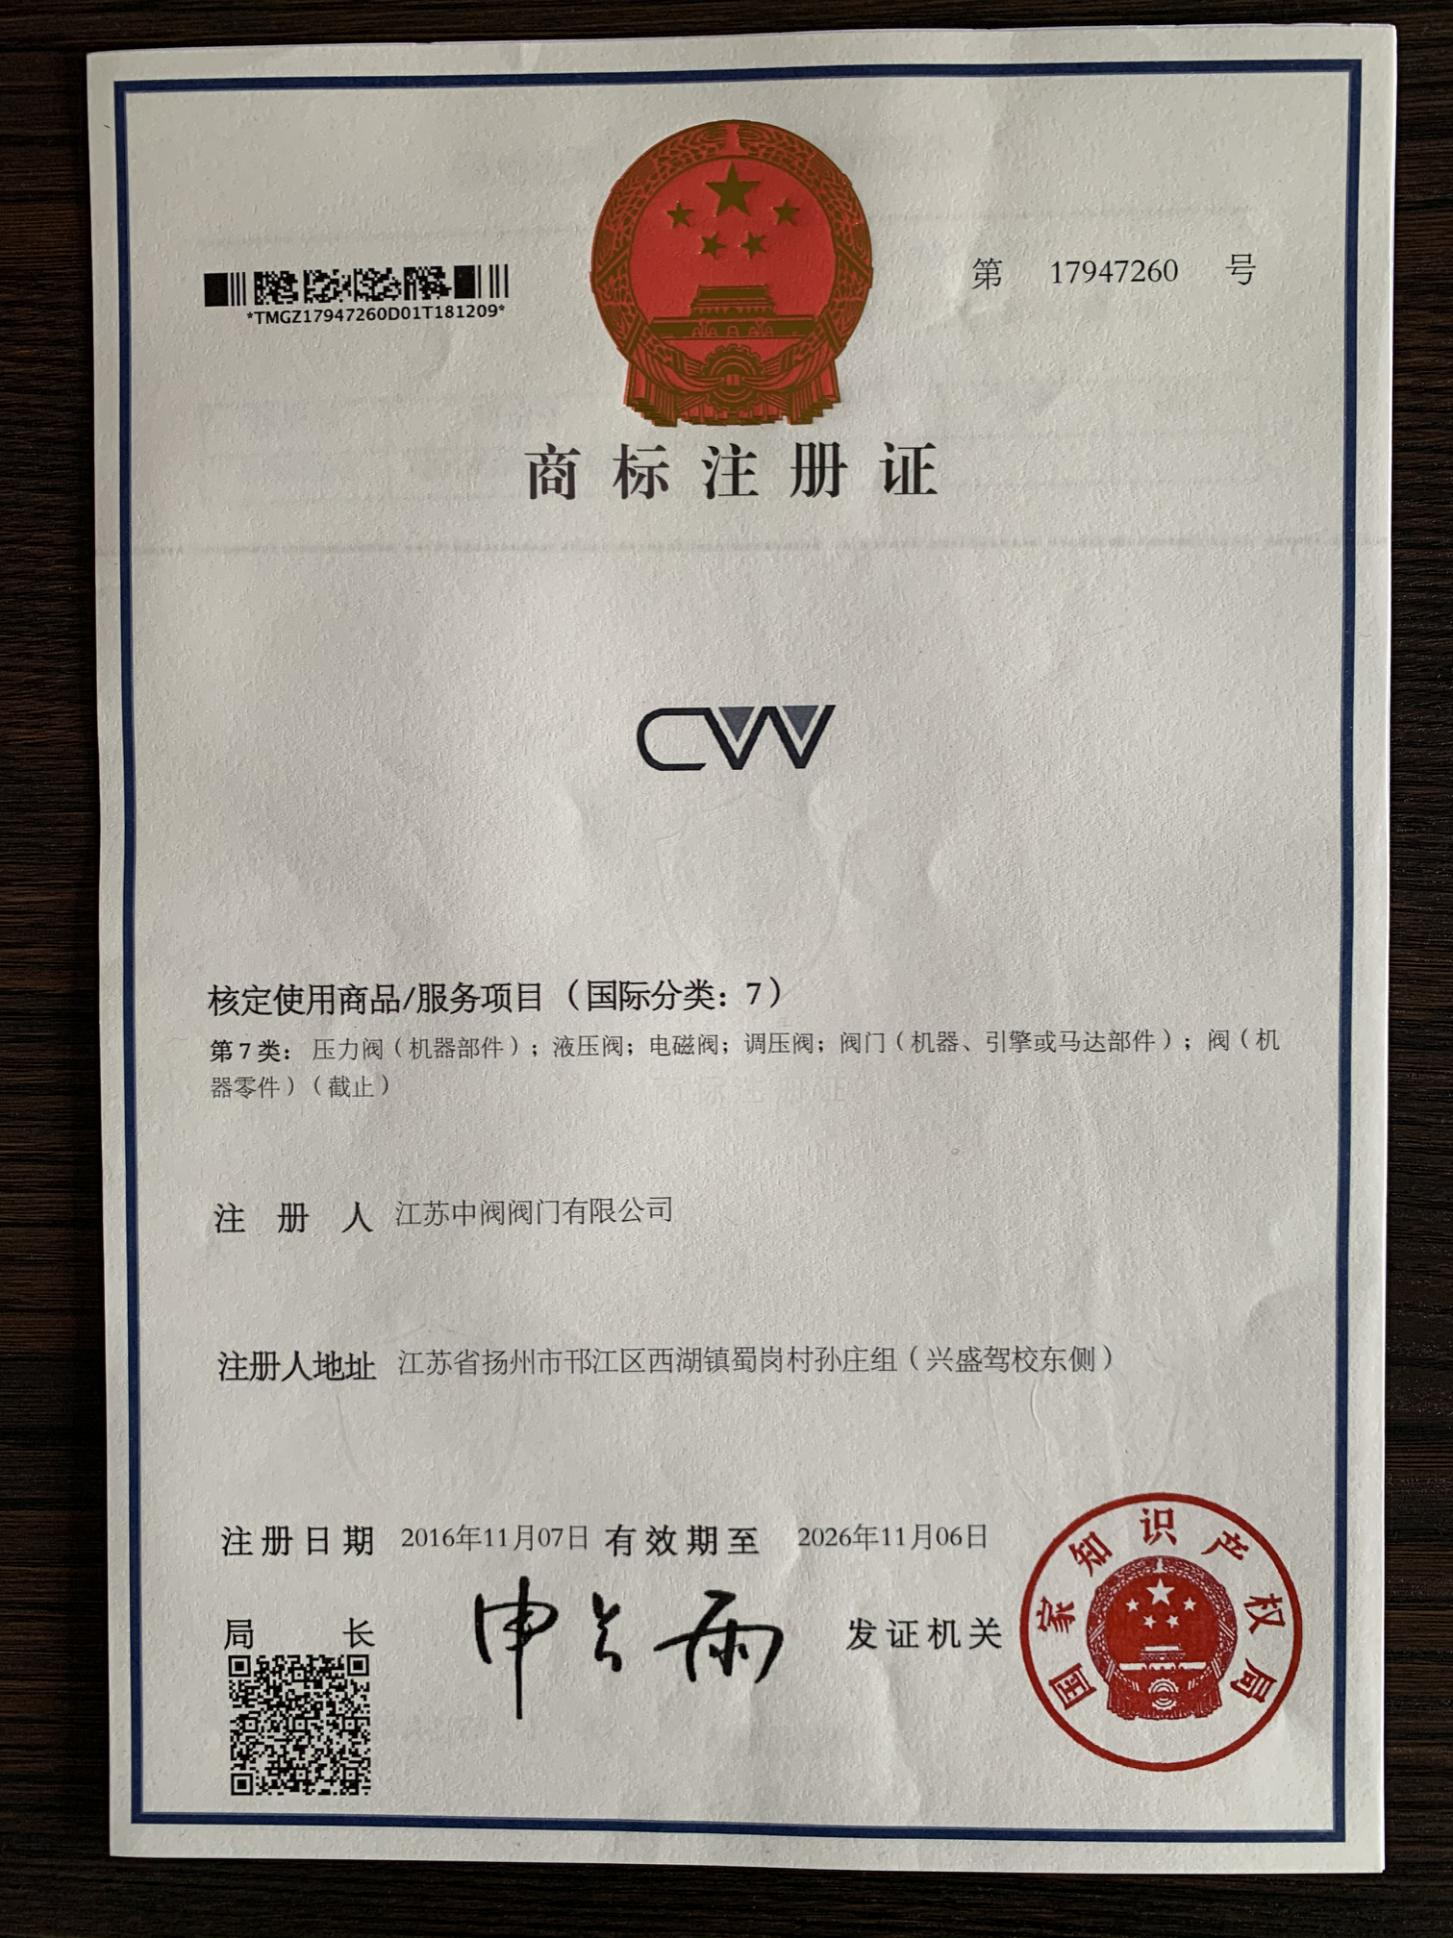 *TMGZ17947260D01T181209*
第 17947260 号
商标注册证
CVV
核定使用商品/服务项目（国际分类：7）
第7类：压力阀（机器部件）；液压阀；电磁阀；调压阀；阀门（机器、引擎或马达部件）；阀（机
器零件）（截止）
注册人 江苏中阀阀门有限公司
注册人地址 江苏省扬州市邗江区西湖镇蜀岗村孙庄组（兴盛驾校东侧）
注册日期 2016年11月07日 有效期至 2026年11月06日
局长 申长雨 发证机关
国家知识产权局